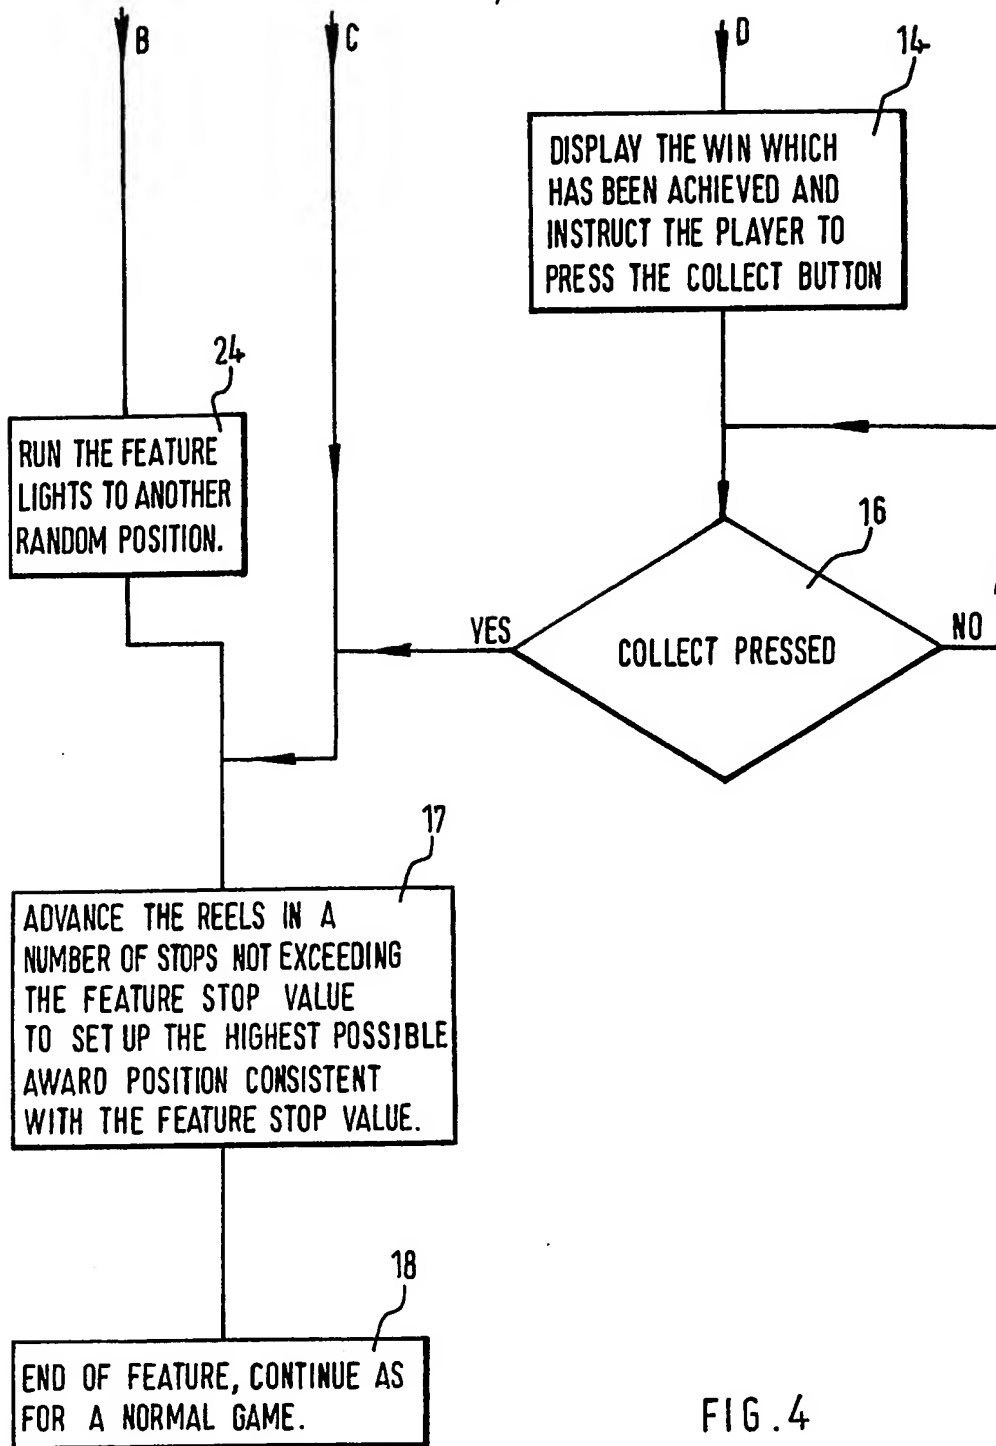 B
C
D
14
DISPLAY THE WIN WHICH
HAS BEEN ACHIEVED AND
INSTRUCT THE PLAYER TO
PRESS THE COLLECT BUTTON
24
RUN THE FEATURE
LIGHTS TO ANOTHER
RANDOM POSITION.
16
YES
COLLECT PRESSED
NO
17
ADVANCE THE REELS IN A
NUMBER OF STOPS NOT EXCEEDING
THE FEATURE STOP VALUE
TO SET UP THE HIGHEST POSSIBLE
AWARD POSITION CONSISTENT
WITH THE FEATURE STOP VALUE.
18
END OF FEATURE, CONTINUE AS
FOR A NORMAL GAME.
FIG.4